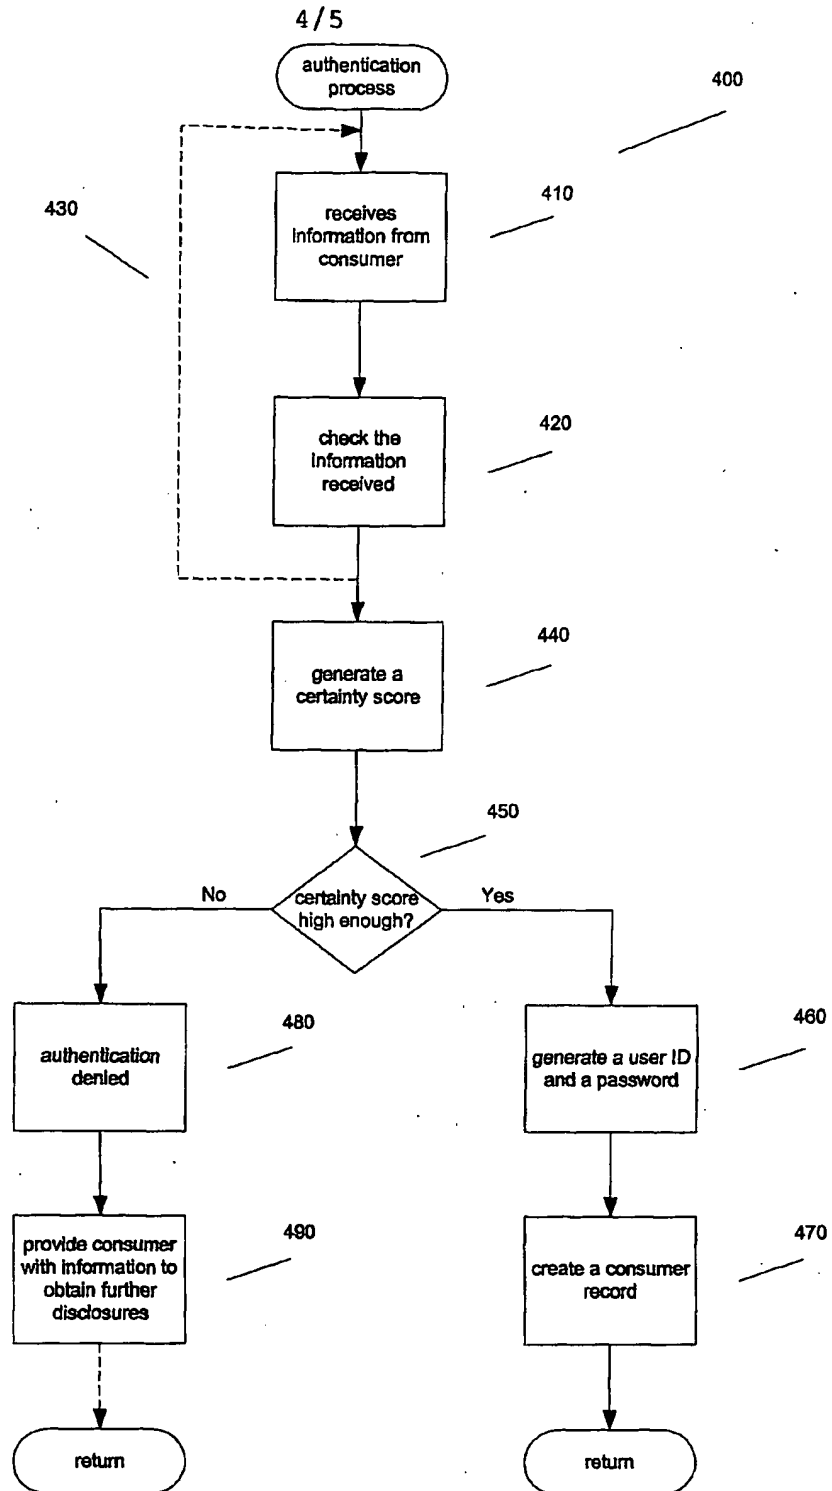 4/5
authentication
process
400
430
410
receives
information from
consumer
420
check the
information
received
440
generate a
certainty score
450
No
certainty score
high enough?
Yes
480
authentication
denied
460
generate a user ID
and a password
490
provide consumer
with information to
obtain further
disclosures
470
create a consumer
record
return
return